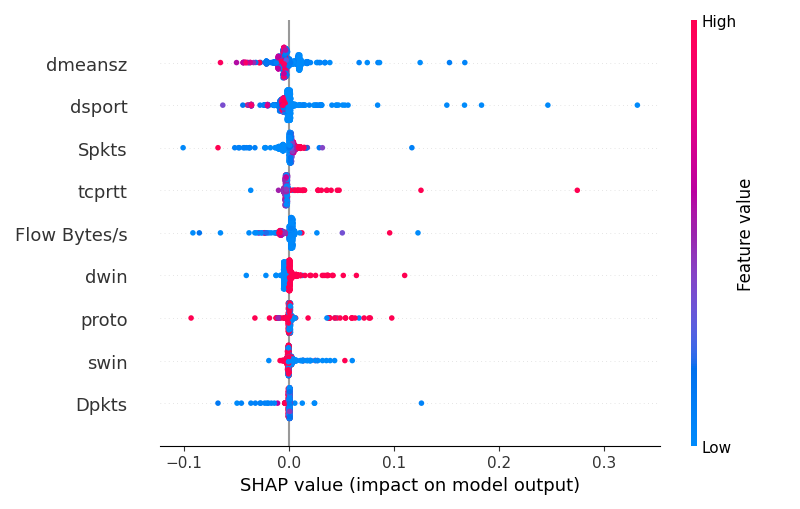 High
dmeansz
dsport
Spkts
tcprtt
Flow Bytes/s
dwin
proto
swin
Dpkts
Feature value
Low
−0.1 0.0 0.1 0.2 0.3
SHAP value (impact on model output)